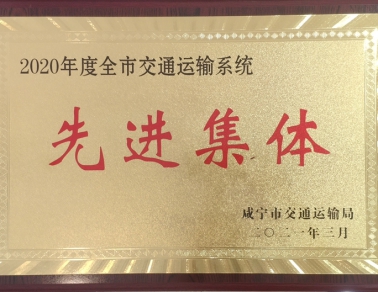 2020年度全市交通运输系统
先进集体
咸宁市交通运输局
二〇二一年三月